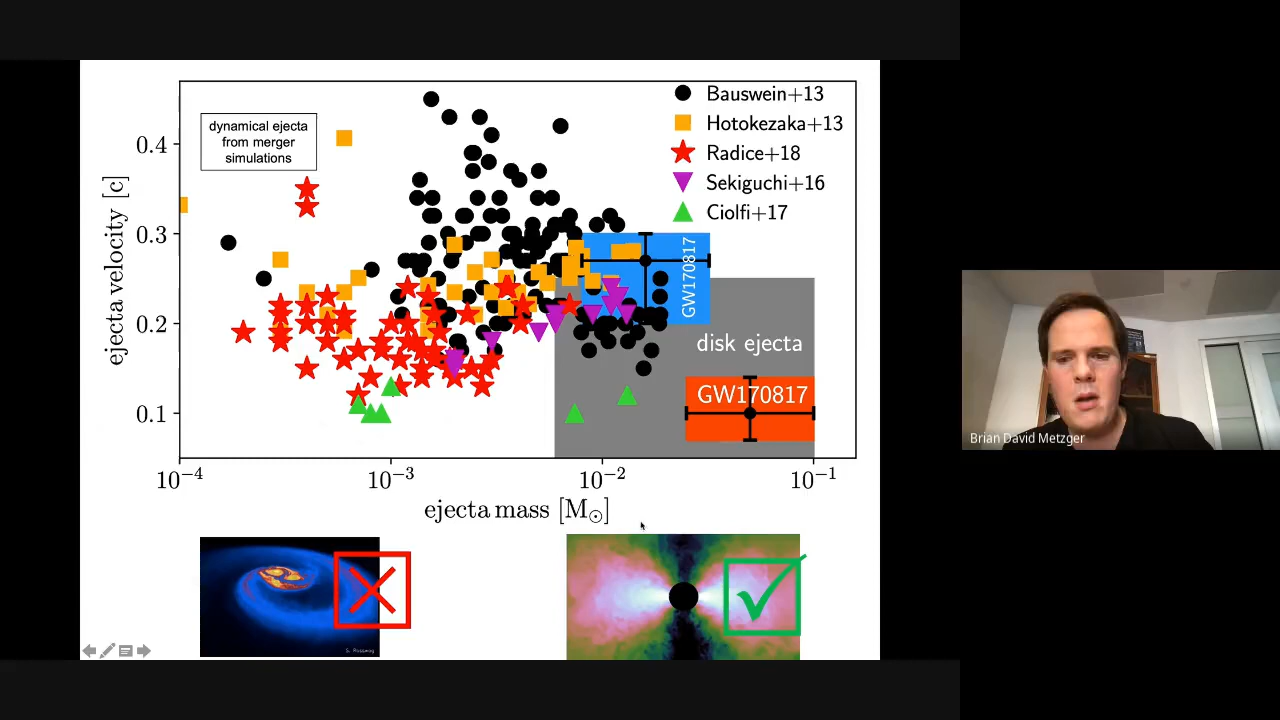 dynamical ejecta
from merger
simulations
Bauswein+13
Hotokezaka+13
Radice+18
Sekiguchi+16
Ciolfi+17
0.4
0.3
0.2
0.1
ejecta velocity [c]
GW170817
disk ejecta
GW170817
10⁻⁴
10⁻³
10⁻²
10⁻¹
ejecta mass [M⊙]
S. Rosswog
Brian David Metzger